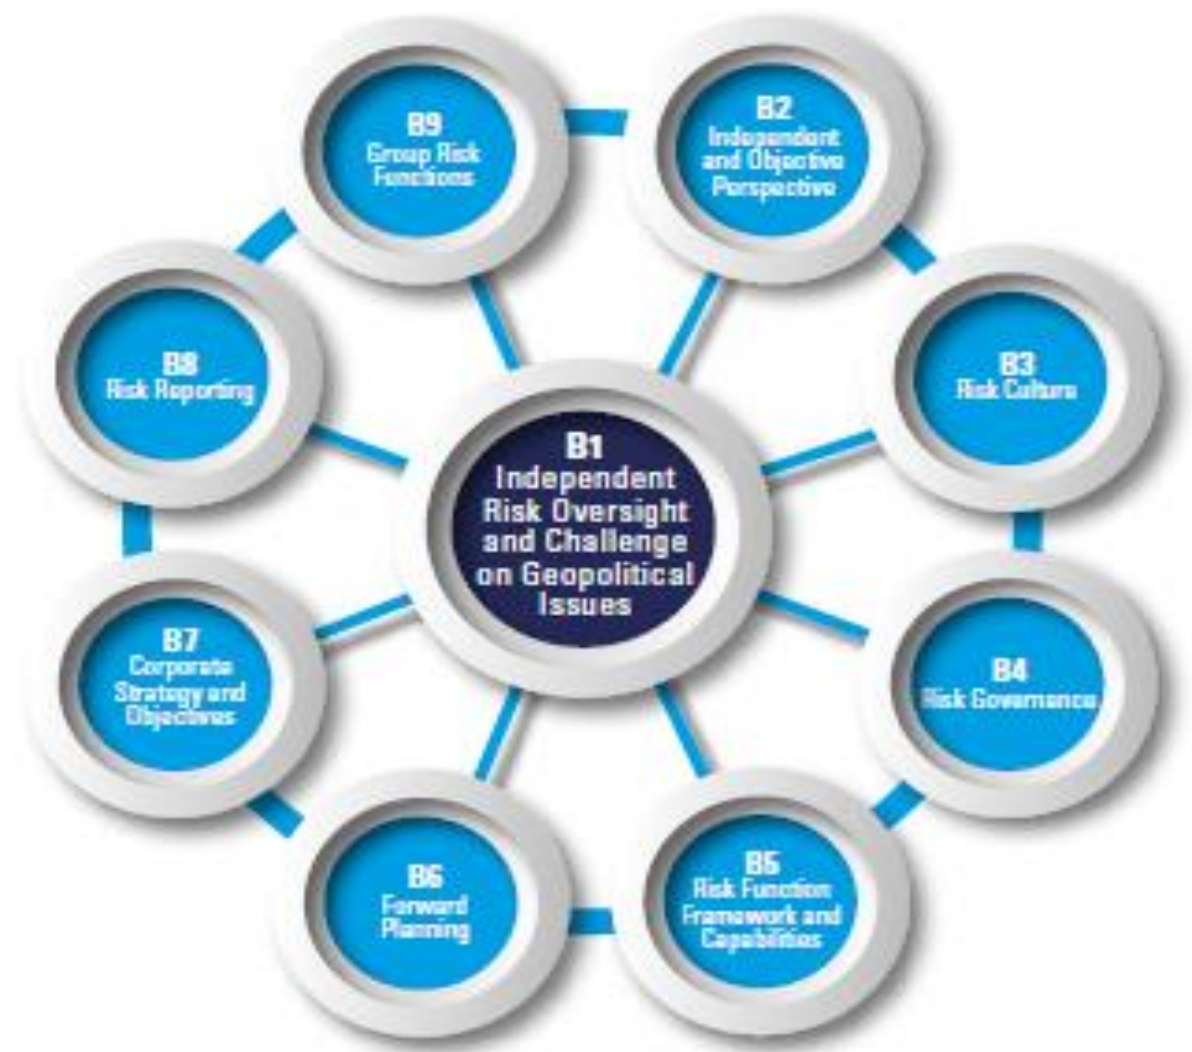 B9
Group Risk
Functions
B2
Independent
and Objective
Perspective
B8
Risk Reporting
B3
Risk Culture
B1
Independent
Risk Oversight
and Challenge
on Geopolitical
Issues
B7
Corporate
Strategy and
Objectives
B4
Risk Governance
B6
Forward
Planning
B5
Risk Function
Framework and
Capabilities